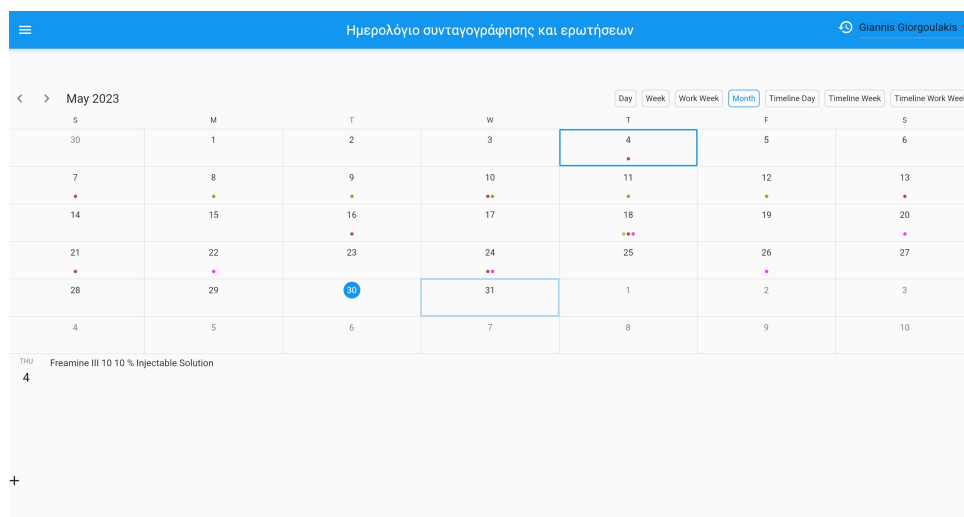 Ημερολόγιο συνταγογράφησης και ερωτήσεων
Giannis Giorgoulakis
May 2023
Day Week Work Week Month Timeline Day Timeline Week Timeline Work Wee
S M T W T F S
30 1 2 3 4 5 6
7 8 9 10 11 12 13
14 15 16 17 18 19 20
21 22 23 24 25 26 27
28 29 30 31 1 2 3
4 5 6 7 8 9 10
THU Freamine III 10 10 % Injectable Solution
4